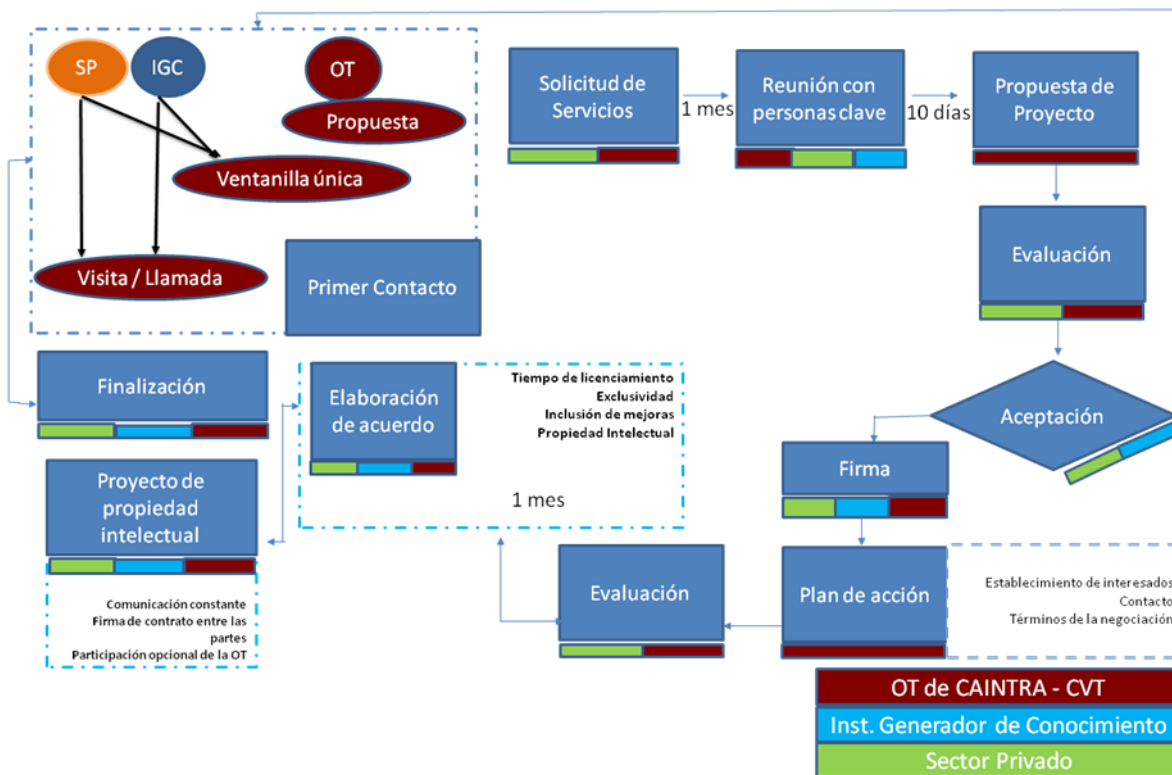 SP
IGC
OT
Propuesta
Ventanilla única
Visita / Llamada
Primer Contacto
Solicitud de
Servicios
1 mes
Reunión con
personas clave
10 días
Propuesta de
Proyecto
Evaluación
Aceptación
Firma
Plan de acción
Establecimiento de interesados
Contacto
Términos de la negociación
Evaluación
Elaboración
de acuerdo
Tiempo de licenciamiento
Exclusividad
Inclusión de mejoras
Propiedad Intelectual
1 mes
Proyecto de
propiedad
intelectual
Comunicación constante
Firma de contrato entre las
partes
Participación opcional de la OT
Finalización
OT de CAINTRA - CVT
Inst. Generador de Conocimiento
Sector Privado